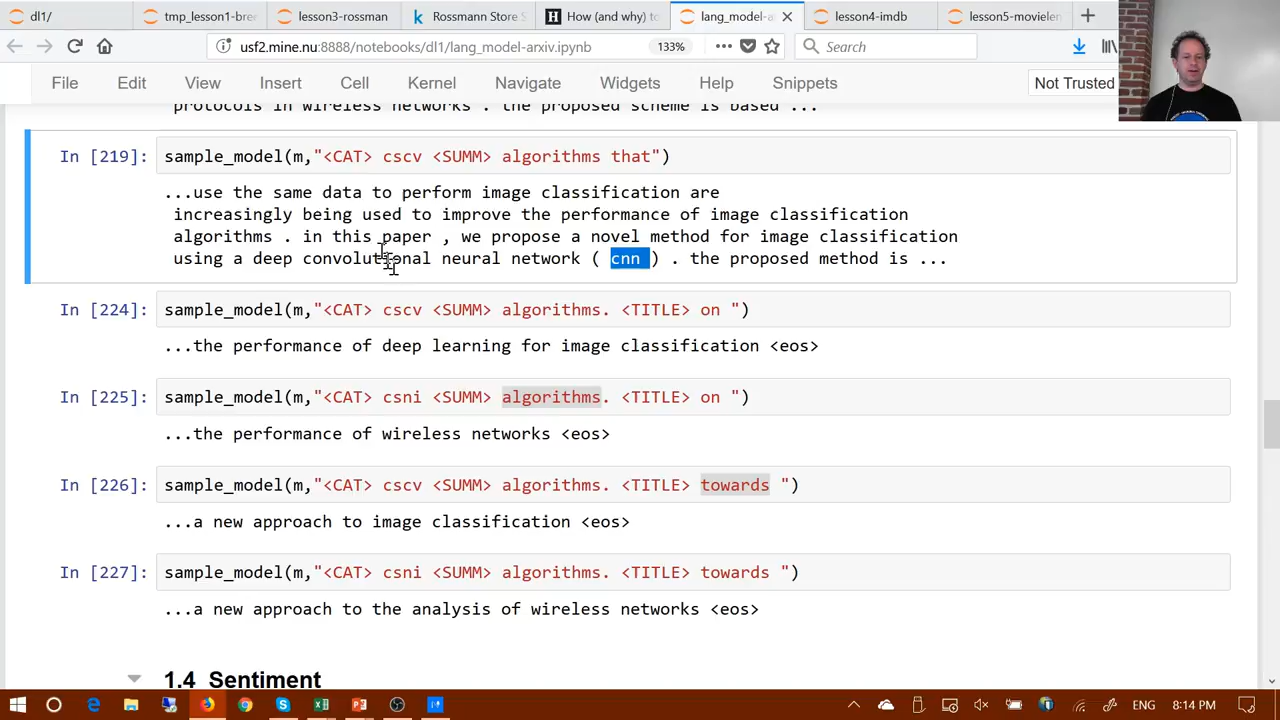 dl1/
tmp_lesson1-bre
lesson3-rossman
Rossmann Store S
How (and why) to
lang_model-a
lesson4-imdb
lesson5-movielen
usf2.mine.nu:8888/notebooks/dl1/lang_model-arxiv.ipynb
133%
Search
File Edit View Insert Cell Kernel Navigate Widgets Help Snippets
Not Trusted
protocols in wireless networks . the proposed scheme is based ...
In [219]: sample_model(m,"<CAT> cscv <SUMM> algorithms that")
...use the same data to perform image classification are
increasingly being used to improve the performance of image classification
algorithms . in this paper , we propose a novel method for image classification
using a deep convolutional neural network ( cnn ) . the proposed method is ...
In [224]: sample_model(m,"<CAT> cscv <SUMM> algorithms. <TITLE> on ")
...the performance of deep learning for image classification <eos>
In [225]: sample_model(m,"<CAT> csni <SUMM> algorithms. <TITLE> on ")
...the performance of wireless networks <eos>
In [226]: sample_model(m,"<CAT> cscv <SUMM> algorithms. <TITLE> towards ")
...a new approach to image classification <eos>
In [227]: sample_model(m,"<CAT> csni <SUMM> algorithms. <TITLE> towards ")
...a new approach to the analysis of wireless networks <eos>
1.4 Sentiment
ENG
8:14 PM